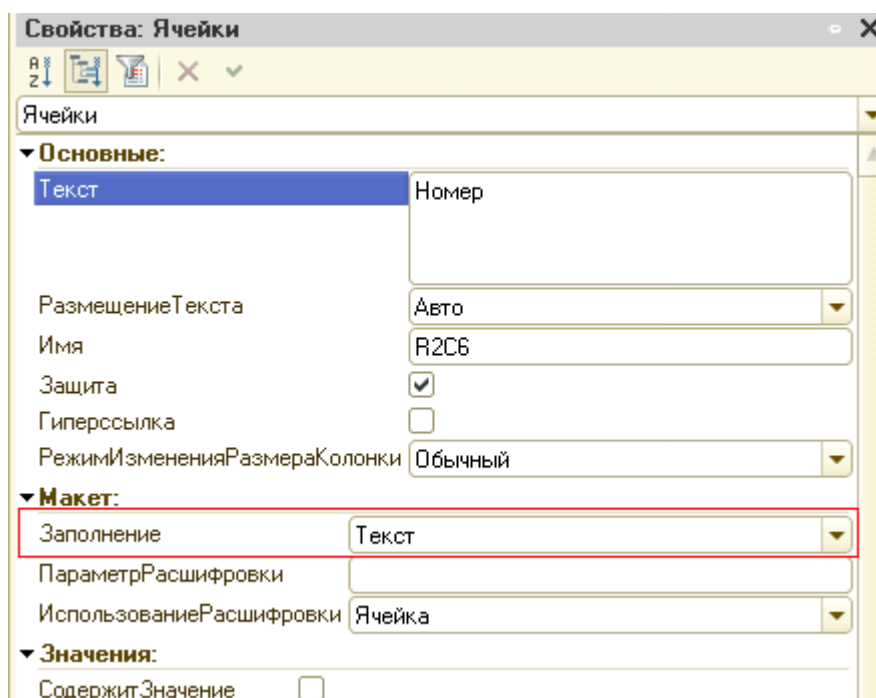 Свойства: Ячейки
Ячейки
Основные:
Текст Номер
РазмещениеТекста Авто
Имя R2C6
Защита
Гиперссылка
РежимИзмененияРазмераКолонки Обычный
Макет:
Заполнение Текст
ПараметрРасшифровки
ИспользованиеРасшифровки Ячейка
Значения:
СодержитЗначение